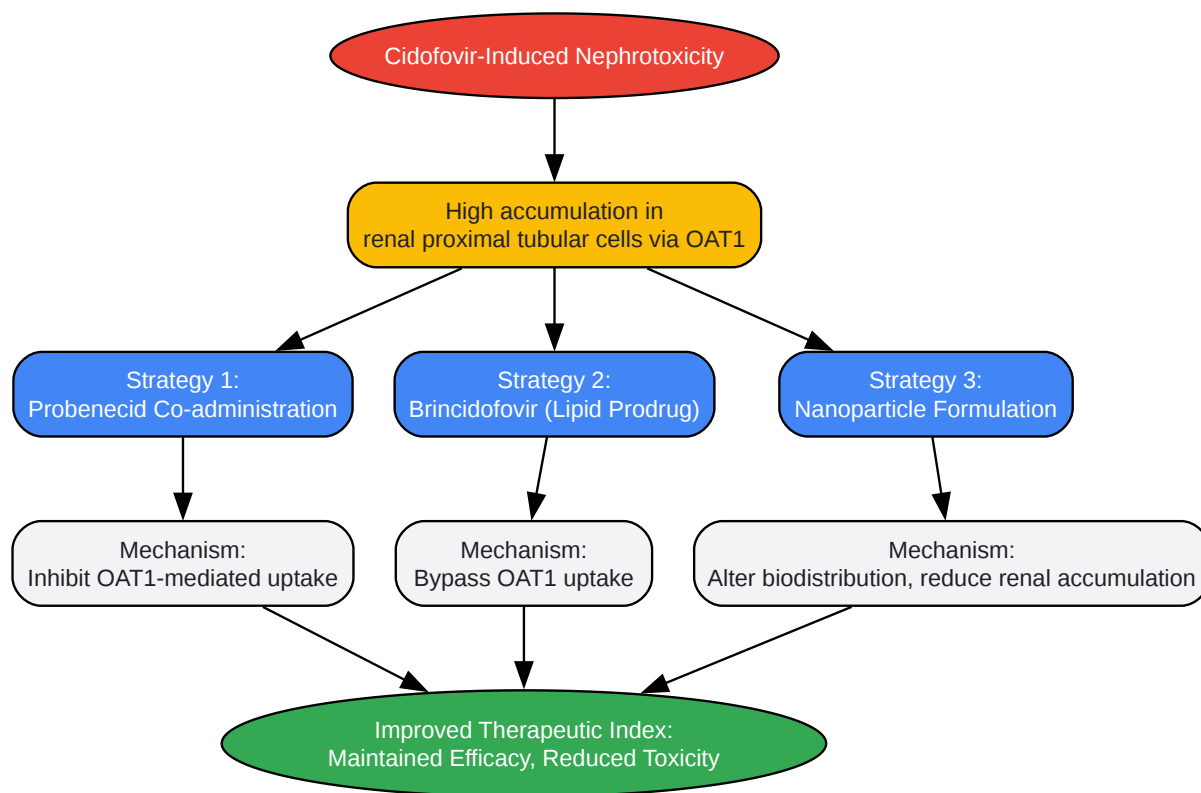 Cidofovir-Induced Nephrotoxicity
High accumulation in
renal proximal tubular cells via OAT1
Strategy 1:
Probenecid Co-administration
Strategy 2:
Brincidofovir (Lipid Prodrug)
Strategy 3:
Nanoparticle Formulation
Mechanism:
Inhibit OAT1-mediated uptake
Mechanism:
Bypass OAT1 uptake
Mechanism:
Alter biodistribution, reduce renal accumulation
Improved Therapeutic Index:
Maintained Efficacy, Reduced Toxicity